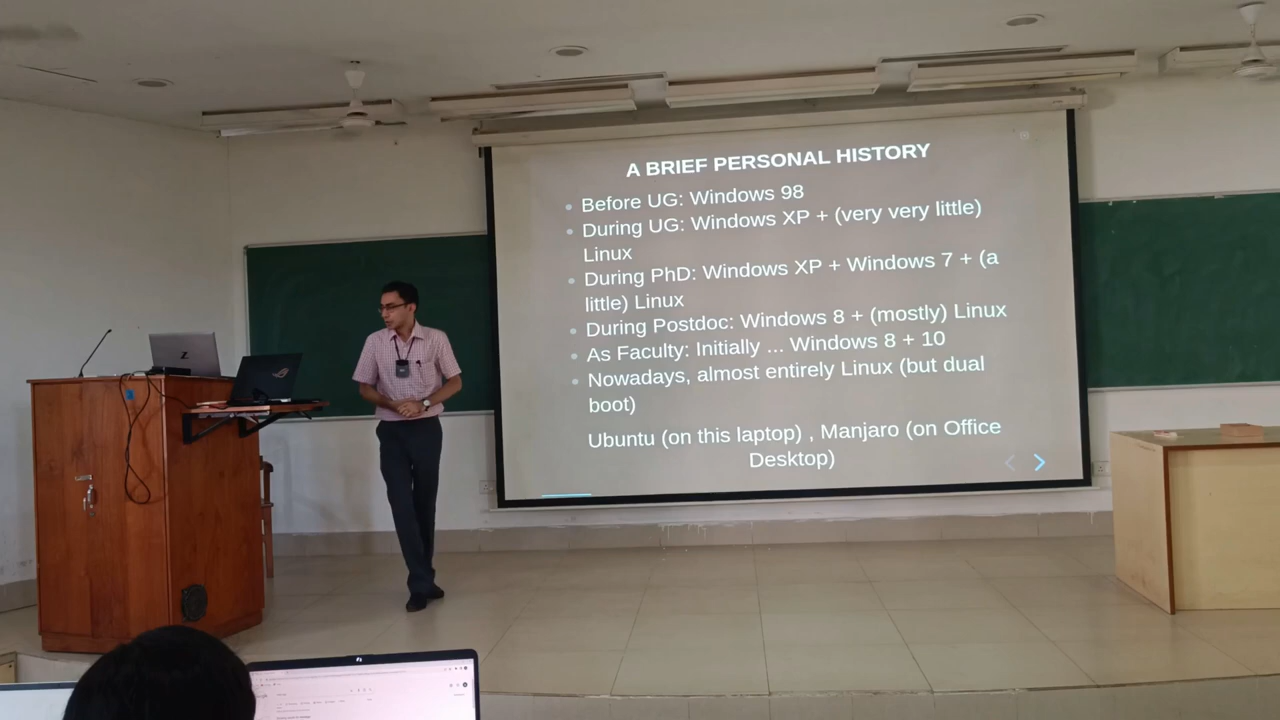 A BRIEF PERSONAL HISTORY
Before UG: Windows 98
During UG: Windows XP + (very very little)
Linux
During PhD: Windows XP + Windows 7 + (a
little) Linux
During Postdoc: Windows 8 + (mostly) Linux
As Faculty: Initially ... Windows 8 + 10
Nowadays, almost entirely Linux (but dual
boot)
Ubuntu (on this laptop) , Manjaro (on Office
Desktop)